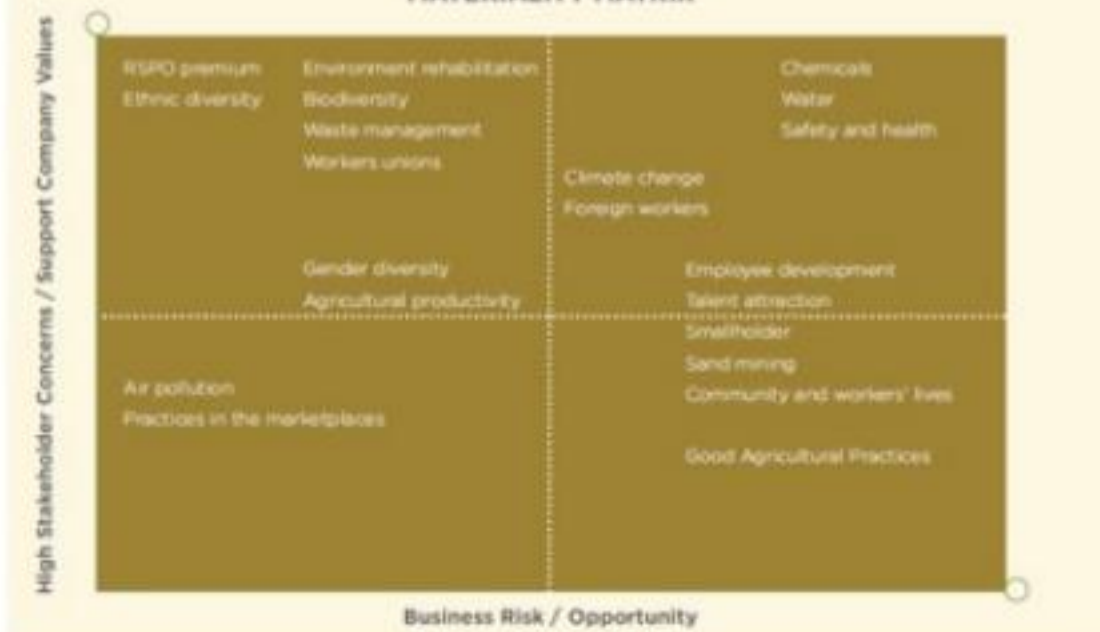 High Stakeholder Concerns / Support Company Values
RSPO premium
Ethnic diversity
Environment rehabilitation
Biodiversity
Waste management
Workers unions
Chemicals
Water
Safety and health
Climate change
Foreign workers
Gender diversity
Agricultural productivity
Employee development
Talent attraction
Smallholder
Sand mining
Community and workers' lives
Air pollution
Practices in the marketplaces
Good Agricultural Practices
Business Risk / Opportunity